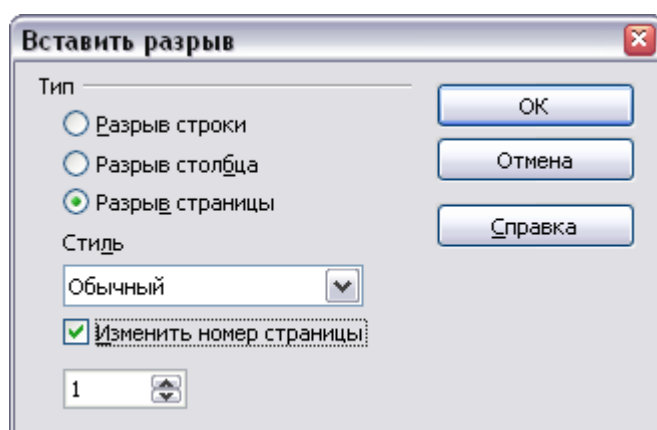 Вставить разрыв
Тип
Разрыв строки
Разрыв столбца
Разрыв страницы
Стиль
Обычный
Изменить номер страницы
1
ОК
Отмена
Справка